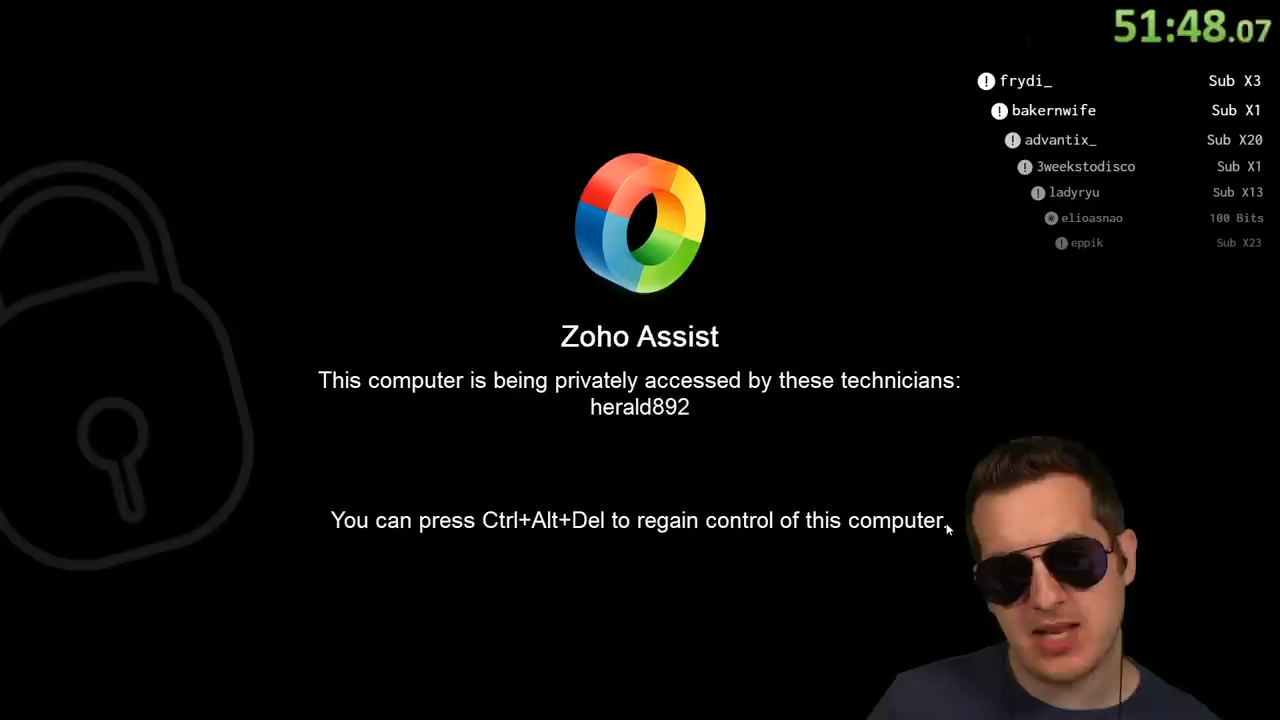 51:48.07
frydi_ Sub X3
bakernwife Sub X1
advantix_ Sub X20
3weekstodisco Sub X1
ladyryu Sub X13
elioasnao 100 Bits
eppik Sub X23
Zoho Assist
This computer is being privately accessed by these technicians:
herald892
You can press Ctrl+Alt+Del to regain control of this computer.